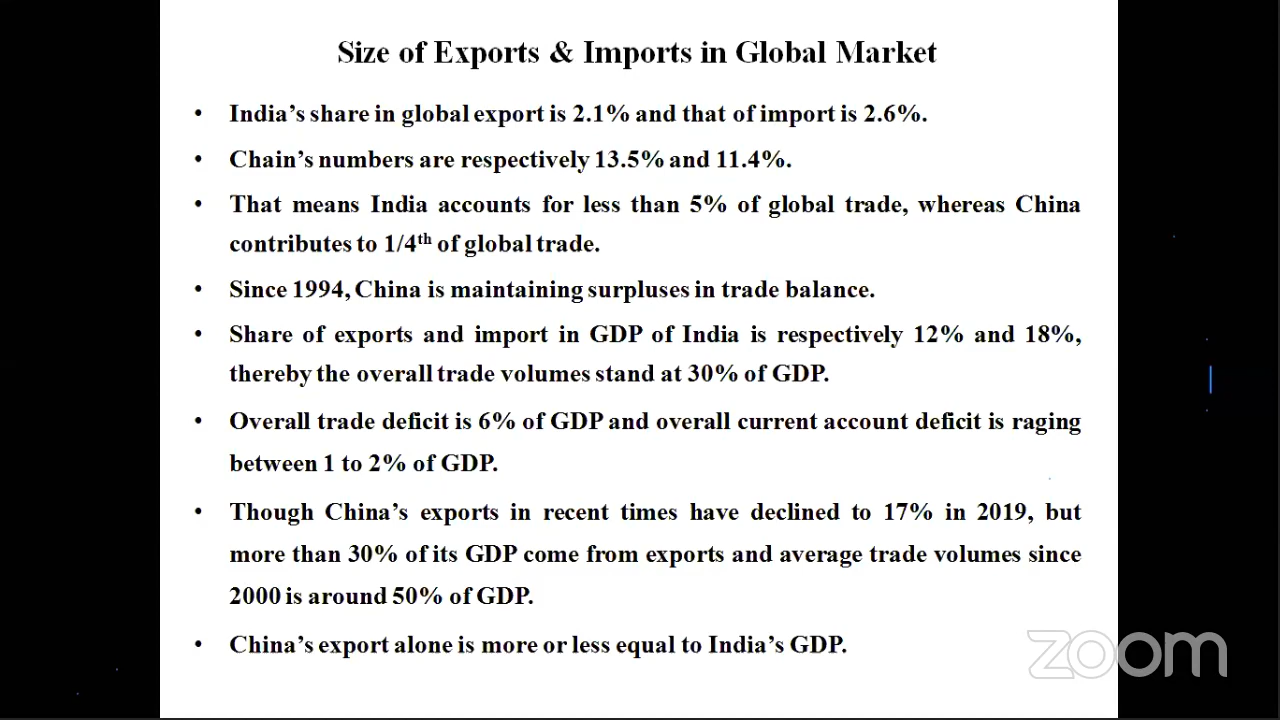 Size of Exports & Imports in Global Market
• India's share in global export is 2.1% and that of import is 2.6%.
• Chain's numbers are respectively 13.5% and 11.4%.
• That means India accounts for less than 5% of global trade, whereas China
contributes to 1/4th of global trade.
• Since 1994, China is maintaining surpluses in trade balance.
• Share of exports and import in GDP of India is respectively 12% and 18%,
thereby the overall trade volumes stand at 30% of GDP.
• Overall trade deficit is 6% of GDP and overall current account deficit is raging
between 1 to 2% of GDP.
• Though China's exports in recent times have declined to 17% in 2019, but
more than 30% of its GDP come from exports and average trade volumes since
2000 is around 50% of GDP.
• China's export alone is more or less equal to India's GDP.
zoom